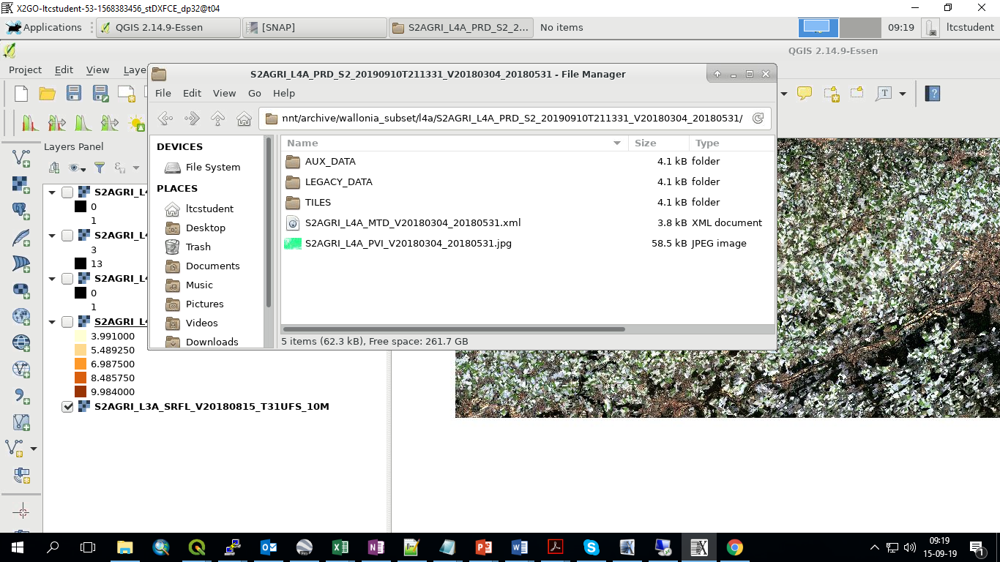 X2GO-ltcstudent-53-1568383456_stDXFCE_dp32@t04
Applications
QGIS 2.14.9-Essen
[SNAP]
S2AGRI_L4A_PRD_S2_2...
No items
09:19
ltcstudent
QGIS 2.14.9-Essen
Project Edit View Laye
S2AGRI_L4A_PRD_S2_20190910T211331_V20180304_20180531 - File Manager
File Edit View Go Help
nnt/archive/wallonia_subset/l4a/S2AGRI_L4A_PRD_S2_20190910T211331_V20180304_20180531/
DEVICES
File System
PLACES
ltcstudent
Desktop
Trash
Documents
Music
Pictures
Videos
Downloads
Name Size Type
AUX_DATA 4.1 kB folder
LEGACY_DATA 4.1 kB folder
TILES 4.1 kB folder
S2AGRI_L4A_MTD_V20180304_20180531.xml 3.8 kB XML document
S2AGRI_L4A_PVI_V20180304_20180531.jpg 58.5 kB JPEG image
5 items (62.3 kB), Free space: 261.7 GB
Layers Panel
S2AGRI_L4
0
1
S2AGRI_L4
3
13
S2AGRI_L4
0
1
S2AGRI_L4
3.991000
5.489250
6.987500
8.485750
9.984000
S2AGRI_L3A_SRFL_V20180815_T31UFS_10M
09:19
15-09-19
1